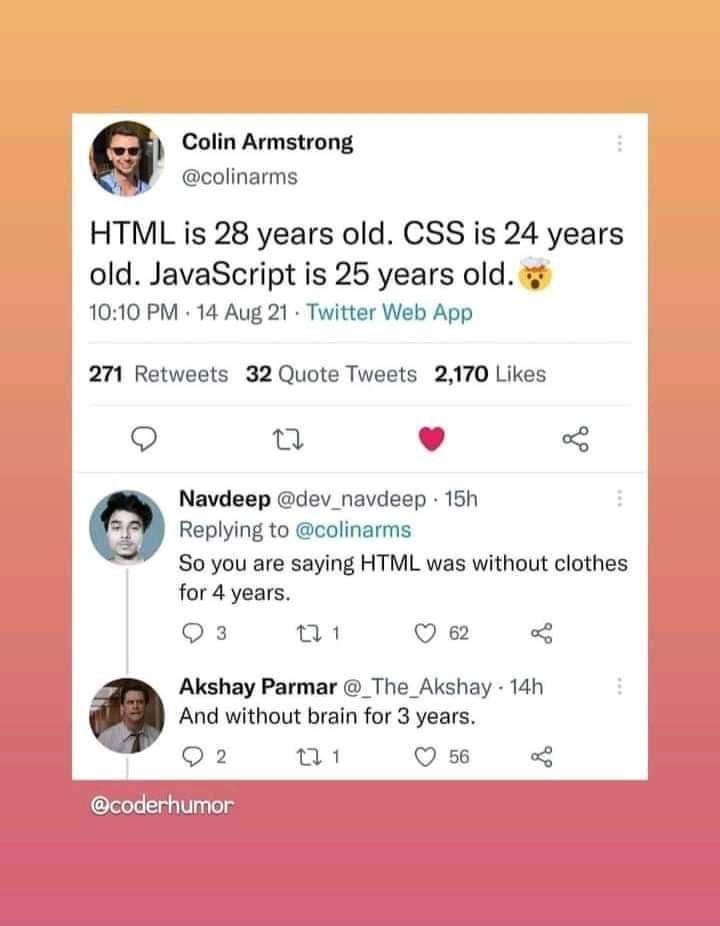 Colin Armstrong
@colinarms
HTML is 28 years old. CSS is 24 years
old. JavaScript is 25 years old.🤯
10:10 PM · 14 Aug 21 · Twitter Web App
271 Retweets 32 Quote Tweets 2,170 Likes
Navdeep @dev_navdeep · 15h
Replying to @colinarms
So you are saying HTML was without clothes
for 4 years.
3 1 62
Akshay Parmar @_The_Akshay · 14h
And without brain for 3 years.
2 1 56
@coderhumor